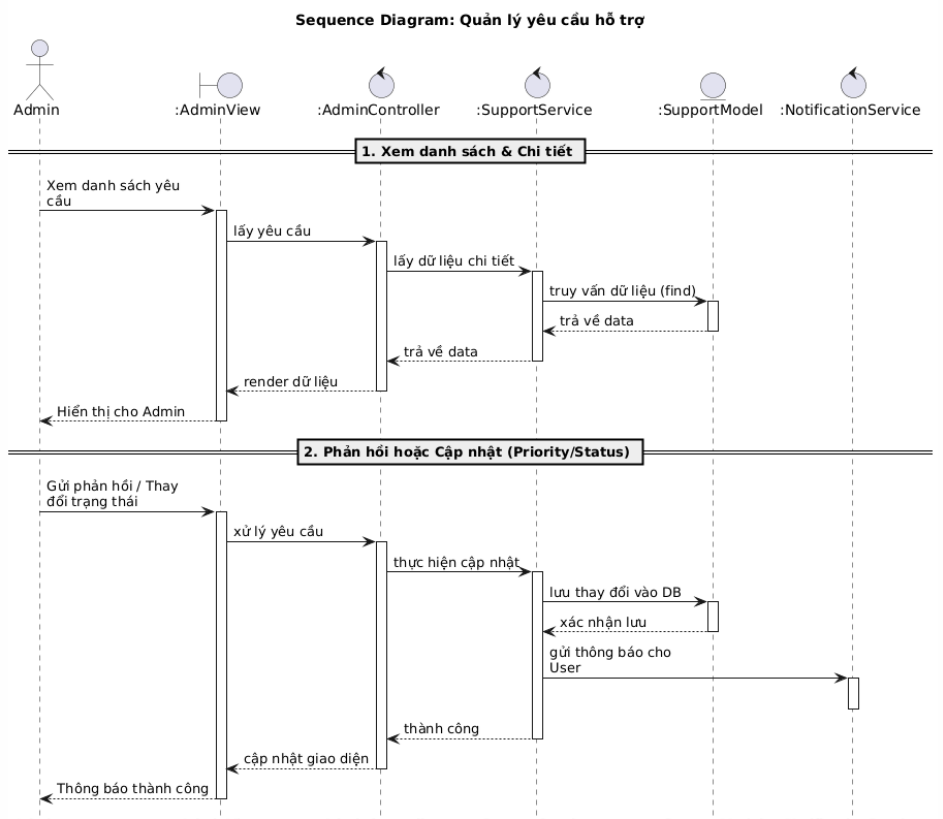 Sequence Diagram: Quản lý yêu cầu hỗ trợ
Admin
:AdminView
:AdminController
:SupportService
:SupportModel
:NotificationService
1. Xem danh sách & Chi tiết
Xem danh sách yêu
cầu
lấy yêu cầu
lấy dữ liệu chi tiết
truy vấn dữ liệu (find)
trả về data
trả về data
render dữ liệu
Hiển thị cho Admin
2. Phản hồi hoặc Cập nhật (Priority/Status)
Gửi phản hồi / Thay
đổi trạng thái
xử lý yêu cầu
thực hiện cập nhật
lưu thay đổi vào DB
xác nhận lưu
gửi thông báo cho
User
thành công
cập nhật giao diện
Thông báo thành công